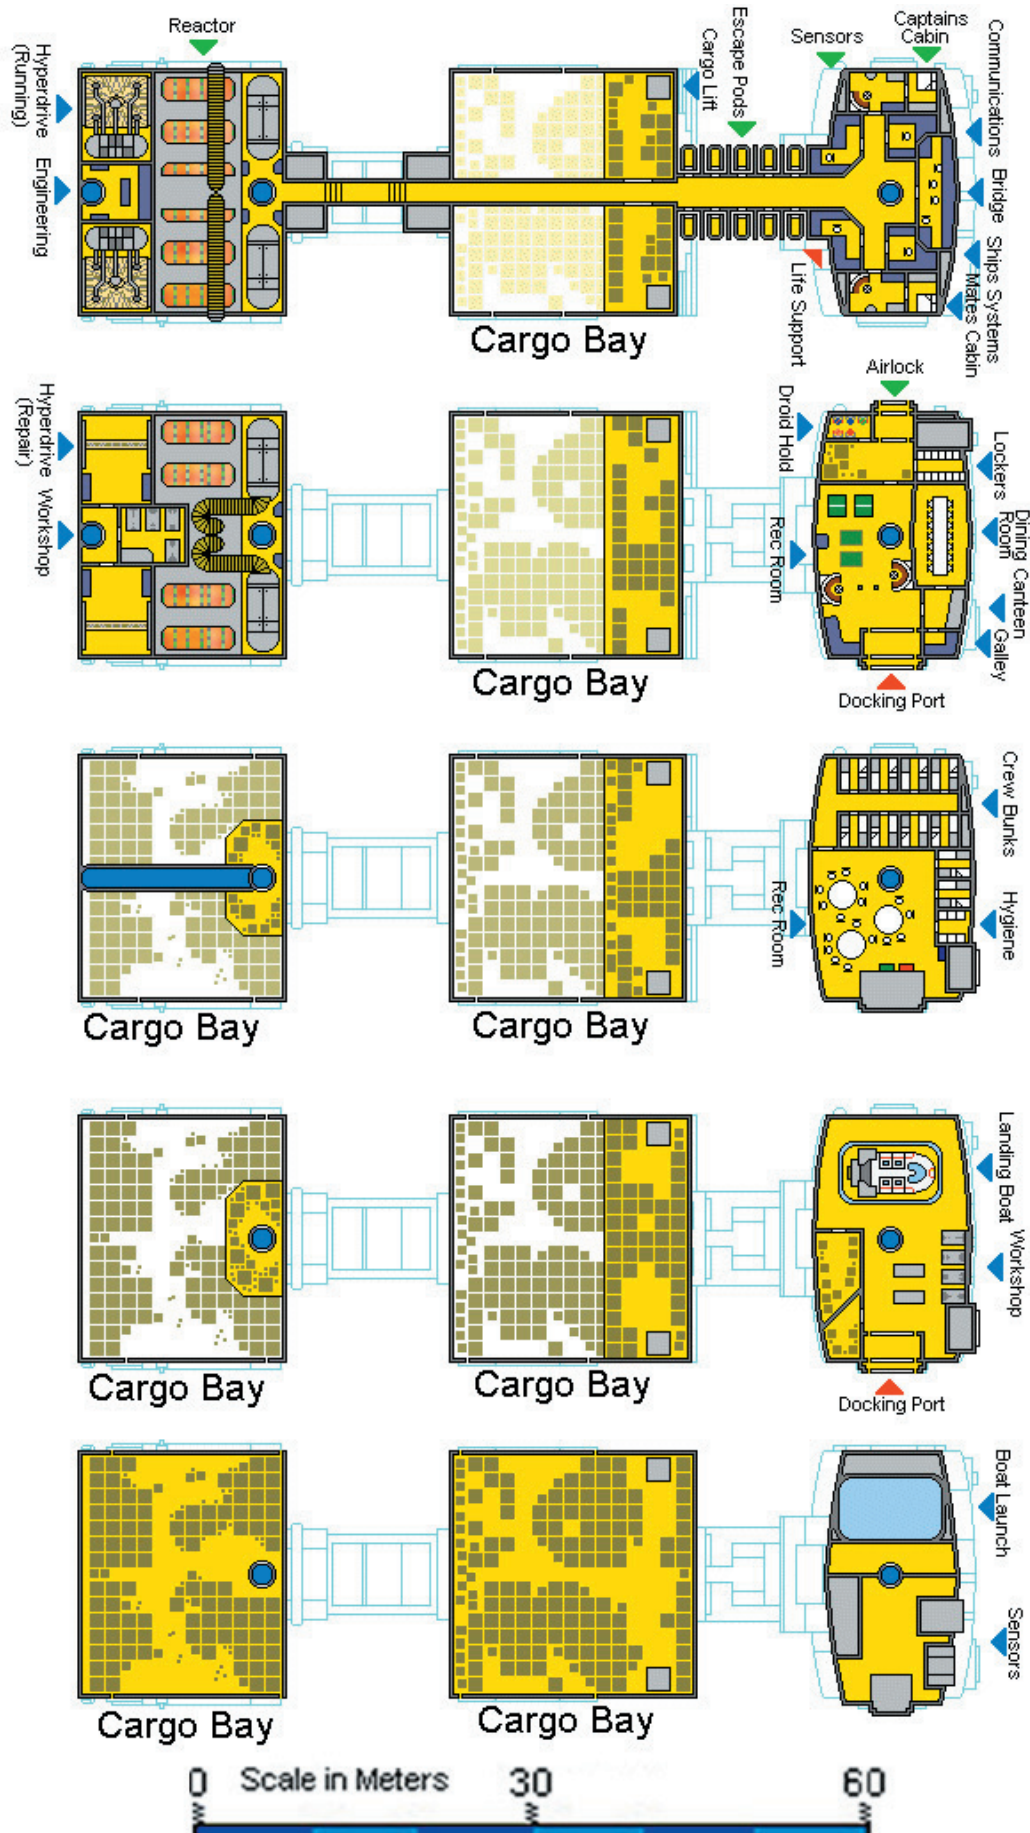 Reactor
Hyperdrive
(Running)
Engineering
Escape Pods
Cargo Lift
Sensors
Captains
Cabin
Communications
Bridge
Ships Systems
Mates Cabin
Life Support
Cargo Bay
Hyperdrive
(Repair)
Workshop
Airlock
Droid Hold
Rec Room
Lockers
Dining
Room
Canteen
Galley
Cargo Bay
Docking Port
Crew Bunks
Rec Room
Hygiene
Cargo Bay
Cargo Bay
Landing Boat
Workshop
Cargo Bay
Cargo Bay
Docking Port
Boat Launch
Sensors
Cargo Bay
Cargo Bay
0 Scale in Meters 30 60